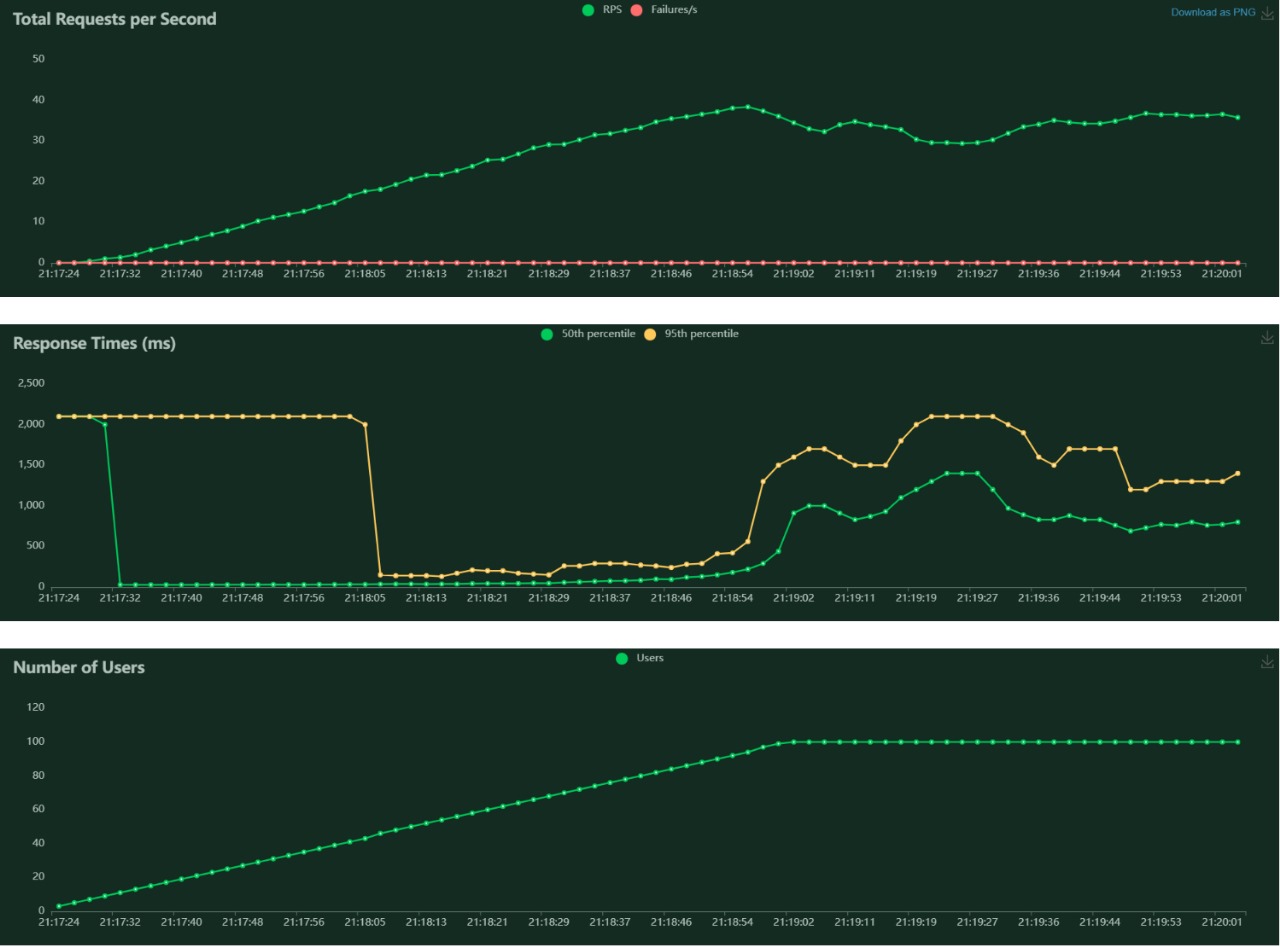 Total Requests per Second
RPS Failures/s
Download as PNG
50
40
30
20
10
0
21:17:24 21:17:32 21:17:40 21:17:48 21:17:56 21:18:05 21:18:13 21:18:21 21:18:29 21:18:37 21:18:46 21:18:54 21:19:02 21:19:11 21:19:19 21:19:27 21:19:36 21:19:44 21:19:53 21:20:01
Response Times (ms)
50th percentile 95th percentile
2,500
2,000
1,500
1,000
500
0
21:17:24 21:17:32 21:17:40 21:17:48 21:17:56 21:18:05 21:18:13 21:18:21 21:18:29 21:18:37 21:18:46 21:18:54 21:19:02 21:19:11 21:19:19 21:19:27 21:19:36 21:19:44 21:19:53 21:20:01
Number of Users
Users
120
100
80
60
40
20
0
21:17:24 21:17:32 21:17:40 21:17:48 21:17:56 21:18:05 21:18:13 21:18:21 21:18:29 21:18:37 21:18:46 21:18:54 21:19:02 21:19:11 21:19:19 21:19:27 21:19:36 21:19:44 21:19:53 21:20:01